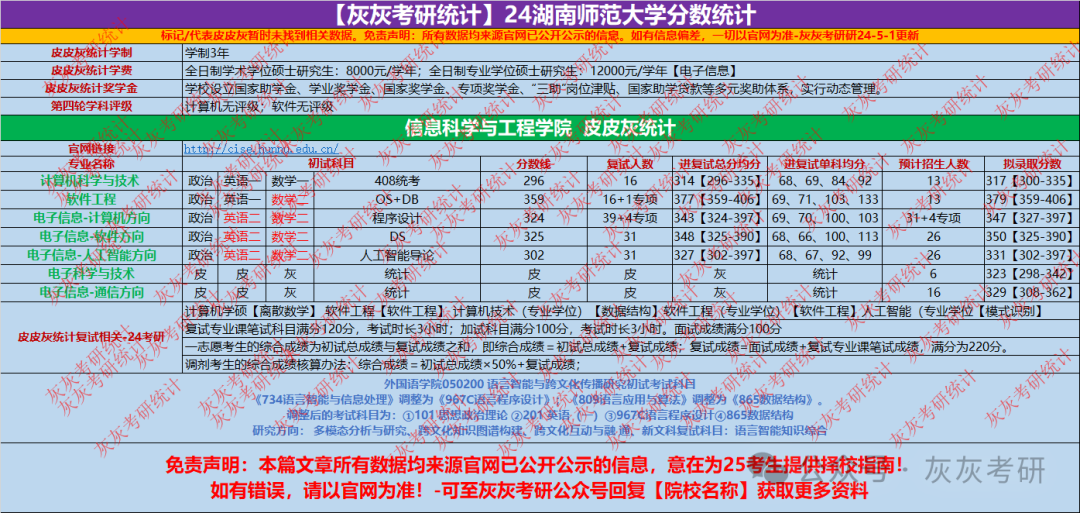 【灰灰考研统计】24湖南师范大学分数统计
标记/代表皮皮灰暂时未找到相关数据。免责声明：所有数据均来源官网已公开公示的信息。如有信息偏差，一切以官网为准-灰灰考研24-5-1更新
皮皮灰统计学制 学制3年
皮皮灰统计学费 全日制学术学位硕士研究生：8000元/学年；全日制专业学位硕士研究生：12000元/学年【电子信息】
皮皮灰统计奖学金 学校设立国家助学金、学业奖学金、国家奖学金、专项奖学金、“三助”岗位津贴、国家助学贷款等多元奖助体系，实行动态管理。
第四轮学科评级 计算机无评级；软件无评级
信息科学与工程学院 皮皮灰统计
官网链接 http://cise.hunnu.edu.cn/
专业名称 初试科目 分数线 复试人数 进复试总分均分 进复试单科均分 预计招生人数 拟录取分数
计算机科学与技术 政治 英语一 数学一 408统考 296 16 314【296-335】 68、69、84、92 13 317【300-335】
软件工程 政治 英语一 数学二 OS+DB 359 16+1专项 377【359-406】 69、71、103、133 13 379【359-406】
电子信息-计算机方向 政治 英语二 数学二 程序设计 324 39+4专项 343【324-397】 69、70、100、103 31+4专项 347【327-397】
电子信息-软件方向 政治 英语二 数学二 DS 325 31 348【325-390】 68、66、100、113 26 350【325-390】
电子信息-人工智能方向 政治 英语二 数学二 人工智能导论 302 31 327【302-397】 68、67、92、99 26 331【302-397】
电子科学与技术 皮 皮 灰 统计 皮 皮 灰 统计 6 323【298-342】
电子信息-通信方向 皮 皮 灰 统计 皮 皮 灰 统计 16 329【308-362】
皮皮灰统计复试相关-24考研
计算机学硕【离散数学】 软件工程【软件工程】 计算机技术（专业学位）【数据结构】软件工程（专业学位）【软件工程】人工智能（专业学位【模式识别】
复试专业课笔试科目满分120分，考试时长3小时；加试科目满分100分，考试时长3小时。面试成绩满分100分
一志愿考生的综合成绩为初试总成绩与复试成绩之和，即综合成绩＝初试总成绩+复试成绩；复试成绩=面试成绩+复试专业课笔试成绩，满分为220分。
调剂考生的综合成绩核算办法：综合成绩＝初试总成绩×50%+复试成绩；
外国语学院050200 语言智能与跨文化传播研究初试考试科目
《734语言智能与信息处理》调整为《967C语言程序设计》；《809语言应用与算法》调整为《865数据结构》。
调整后的考试科目为：①101 思想政治理论 ②201 英语（一）③967C语言程序设计④865数据结构
研究方向： 多模态分析与研究、跨文化知识图谱构建、跨文化互动与融 通、新文科复试科目：语言智能知识综合
免责声明：本篇文章所有数据均来源官网已公开公示的信息，意在为25考生提供择校指南！
如有错误，请以官网为准！-可至灰灰考研公众号回复【院校名称】获取更多资料
公众号 · 灰灰考研